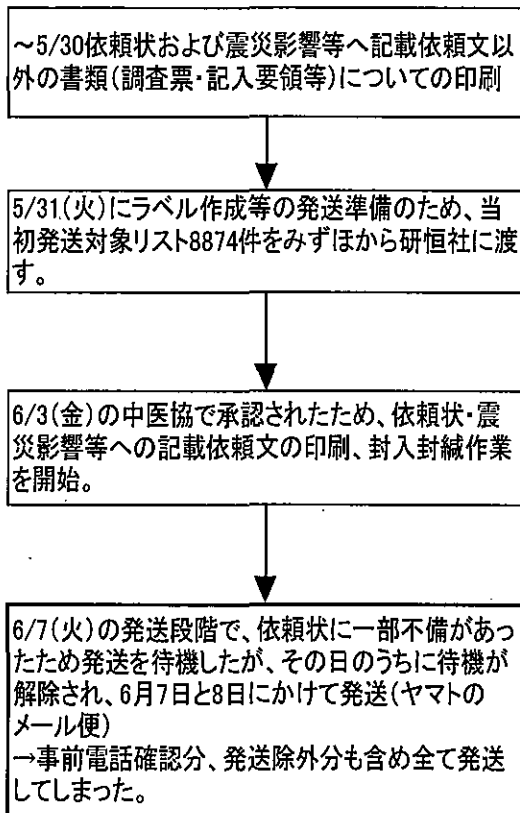 ～5/30依頼状および震災影響等へ記載依頼文以
外の書類(調査票・記入要領等)についての印刷
5/31(火)にラベル作成等の発送準備のため、当
初発送対象リスト8874件をみずほから研恒社に渡
す。
6/3(金)の中医協で承認されたため、依頼状・震
災影響等への記載依頼文の印刷、封入封緘作業
を開始。
6/7(火)の発送段階で、依頼状に一部不備があっ
たため発送を待機したが、その日のうちに待機が
解除され、6月7日と8日にかけて発送(ヤマトの
メール便)
→事前電話確認分、発送除外分も含め全て発送
してしまった。